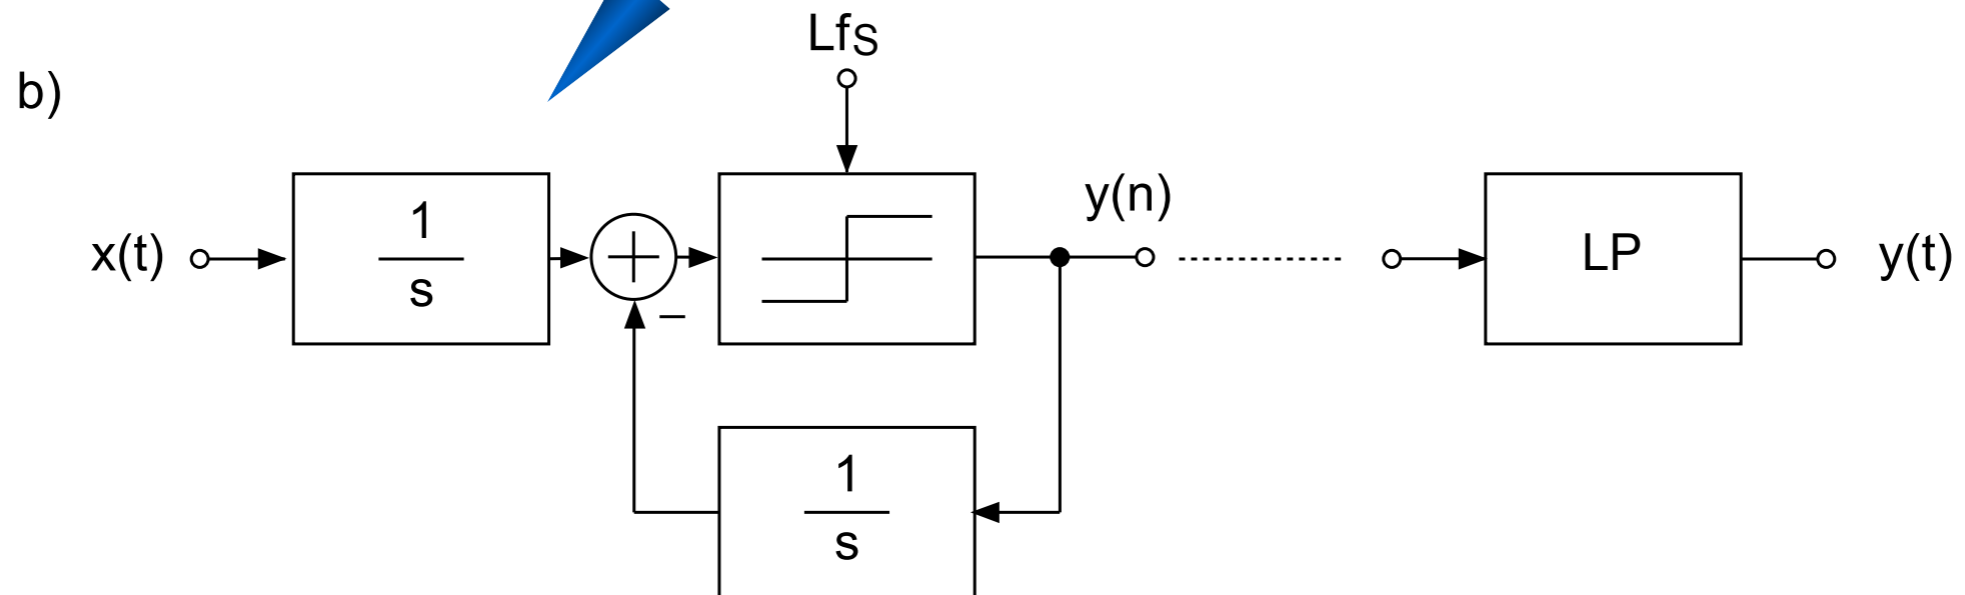 b)
Lfs
x(t)
1
s
+
–
y(n)
LP
y(t)
1
s